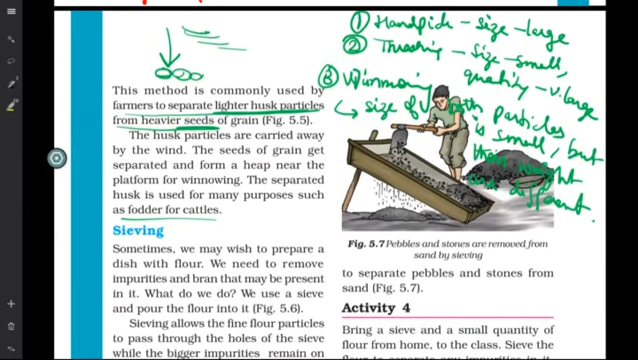 This method is commonly used by
farmers to separate lighter husk particles
from heavier seeds of grain (Fig. 5.5).
The husk particles are carried away
by the wind. The seeds of grain get
separated and form a heap near the
platform for winnowing. The separated
husk is used for many purposes such
as fodder for cattles.
Sieving
Sometimes, we may wish to prepare a
dish with flour. We need to remove
impurities and bran that may be present
in it. What do we do? We use a sieve
and pour the flour into it (Fig. 5.6).
Sieving allows the fine flour particles
to pass through the holes of the sieve
while the bigger impurities remain on
① Handpick - size - large
② Threshing - size - small,
quantity - v. large
③ Winnowing
↳ size of both particles
is small, but
their weight
are different.
Fig. 5.7 Pebbles and stones are removed from
sand by sieving
to separate pebbles and stones from
sand (Fig. 5.7).
Activity 4
Bring a sieve and a small quantity of
flour from home, to the class. Sieve the